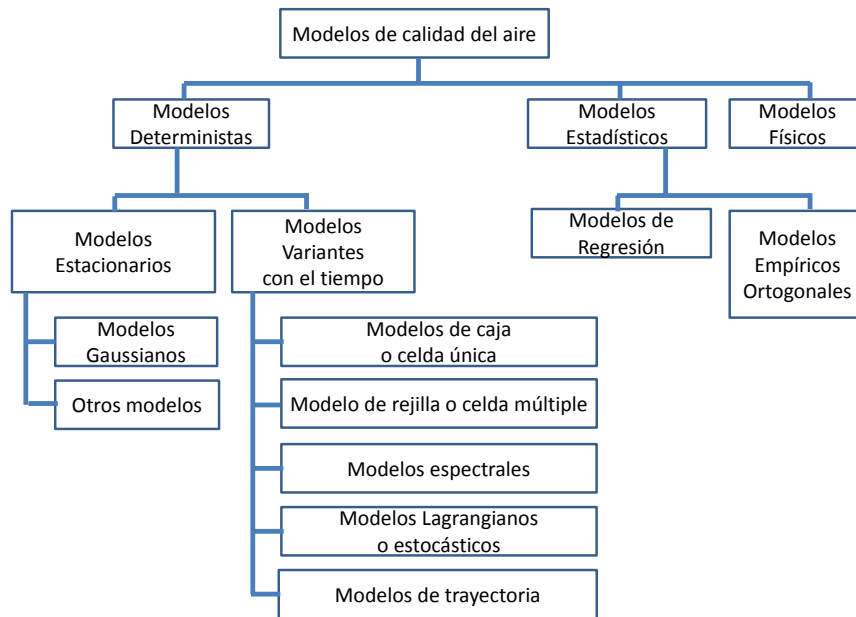 Modelos de calidad del aire
Modelos
Deterministas
Modelos
Estadísticos
Modelos
Físicos
Modelos
Estacionarios
Modelos
Variantes
con el tiempo
Modelos de
Regresión
Modelos
Empíricos
Ortogonales
Modelos
Gaussianos
Otros modelos
Modelos de caja
o celda única
Modelo de rejilla o celda múltiple
Modelos espectrales
Modelos Lagrangianos
o estocásticos
Modelos de trayectoria